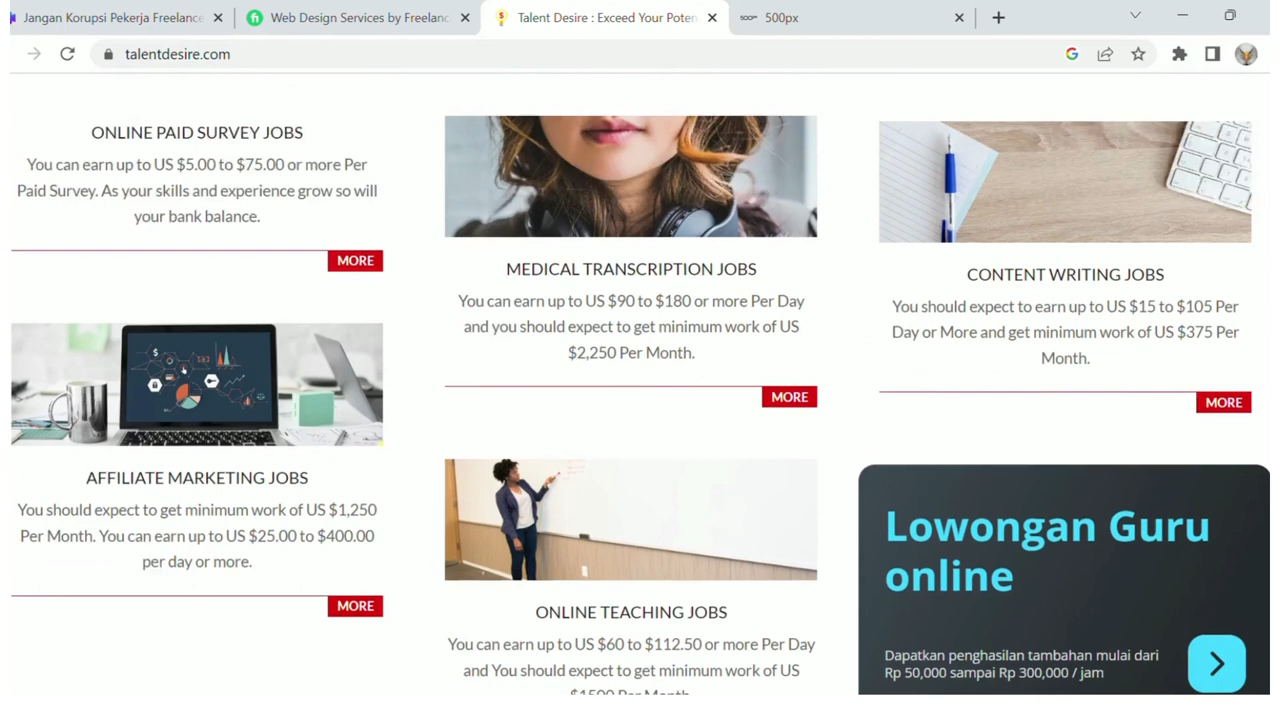 Jangan Korupsi Pekerja Freelance
Web Design Services by Freelanc
Talent Desire : Exceed Your Poten
500px
talentdesire.com
ONLINE PAID SURVEY JOBS
You can earn up to US $5.00 to $75.00 or more Per
Paid Survey. As your skills and experience grow so will
your bank balance.
MORE
AFFILIATE MARKETING JOBS
You should expect to get minimum work of US $1,250
Per Month. You can earn up to US $25.00 to $400.00
per day or more.
MORE
MEDICAL TRANSCRIPTION JOBS
You can earn up to US $90 to $180 or more Per Day
and you should expect to get minimum work of US
$2,250 Per Month.
MORE
ONLINE TEACHING JOBS
You can earn up to US $60 to $112.50 or more Per Day
and You should expect to get minimum work of US
$1500 Per Month
CONTENT WRITING JOBS
You should expect to earn up to US $15 to $105 Per
Day or More and get minimum work of US $375 Per
Month.
MORE
Lowongan Guru
online
Dapatkan penghasilan tambahan mulai dari
Rp 50,000 sampai Rp 300,000 / jam